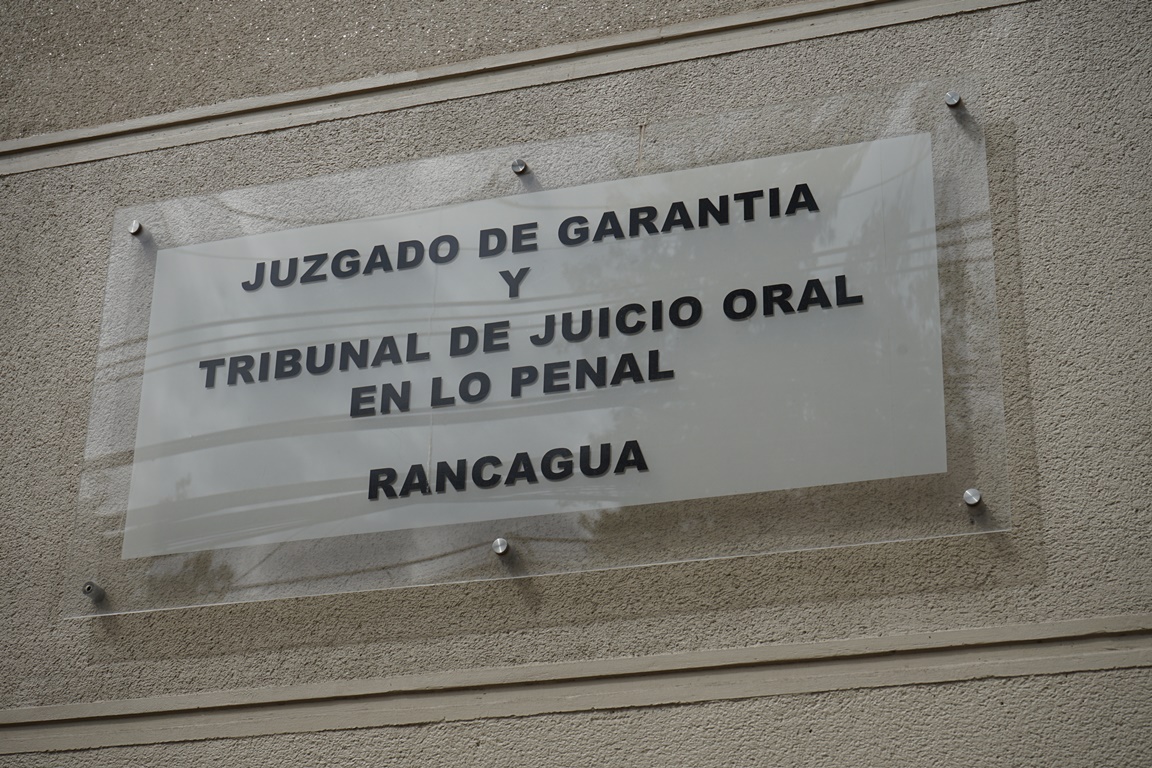 JUZGADO DE GARANTIA
Y
TRIBUNAL DE JUICIO ORAL
EN LO PENAL
RANCAGUA